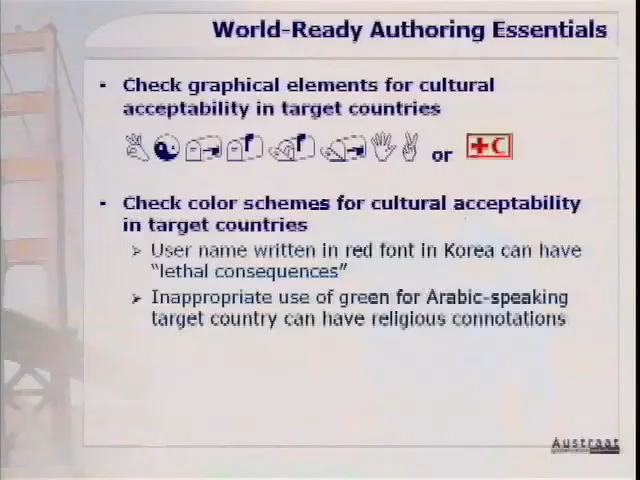 World-Ready Authoring Essentials
▪ Check graphical elements for cultural
acceptability in target countries
or
▪ Check color schemes for cultural acceptability
in target countries
➢ User name written in red font in Korea can have
“lethal consequences”
➢ Inappropriate use of green for Arabic-speaking
target country can have religious connotations
Austraat